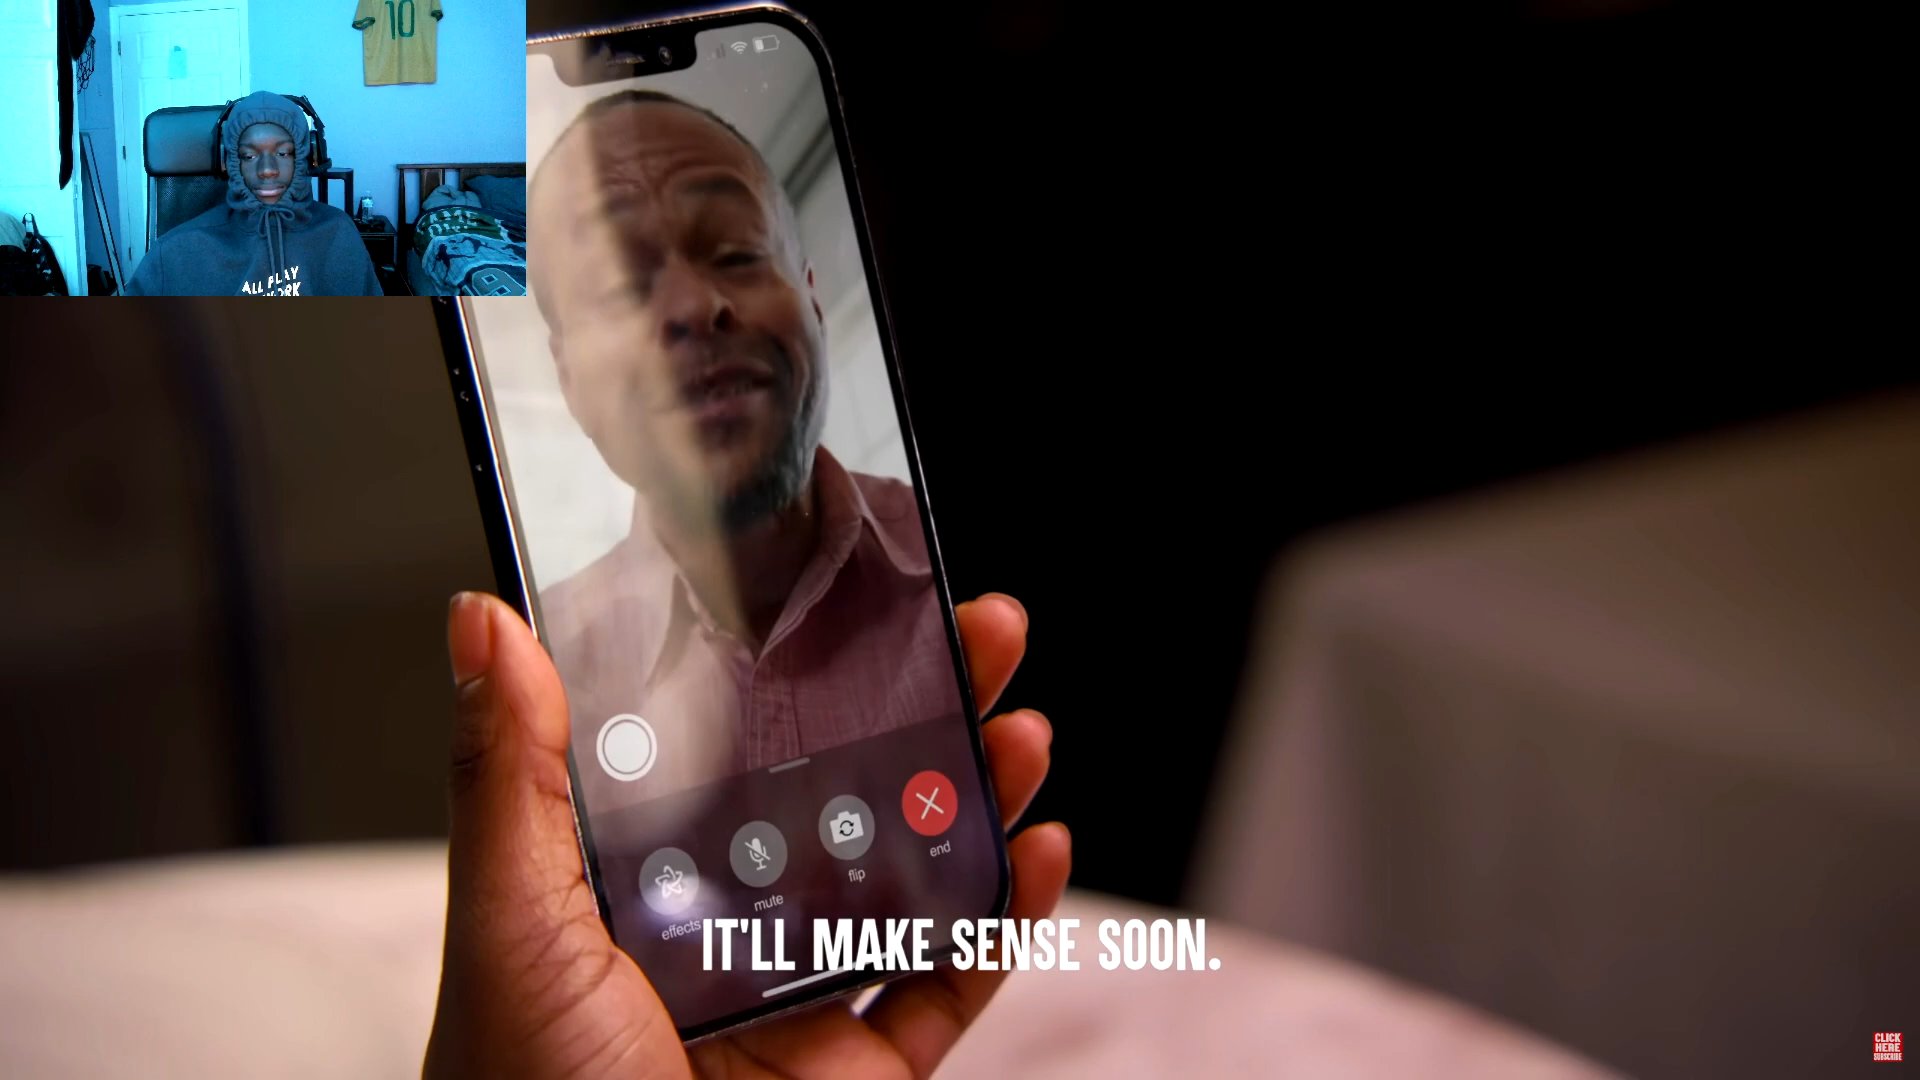 10
ALL PLAY
effects
mute
flip
end
IT'LL MAKE SENSE SOON.
CLICK
HERE
SUBSCRIBE